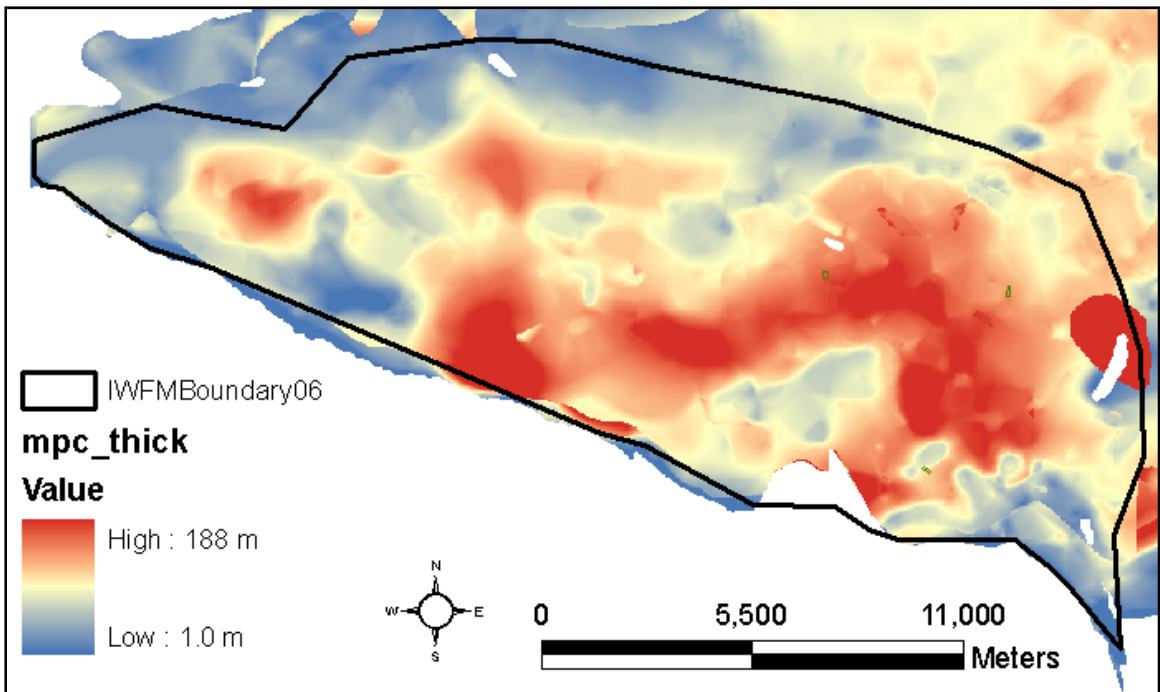 IWFMBoundary06
mpc_thick
Value
High : 188 m
Low : 1.0 m
N
W E
S
0 5,500 11,000
Meters